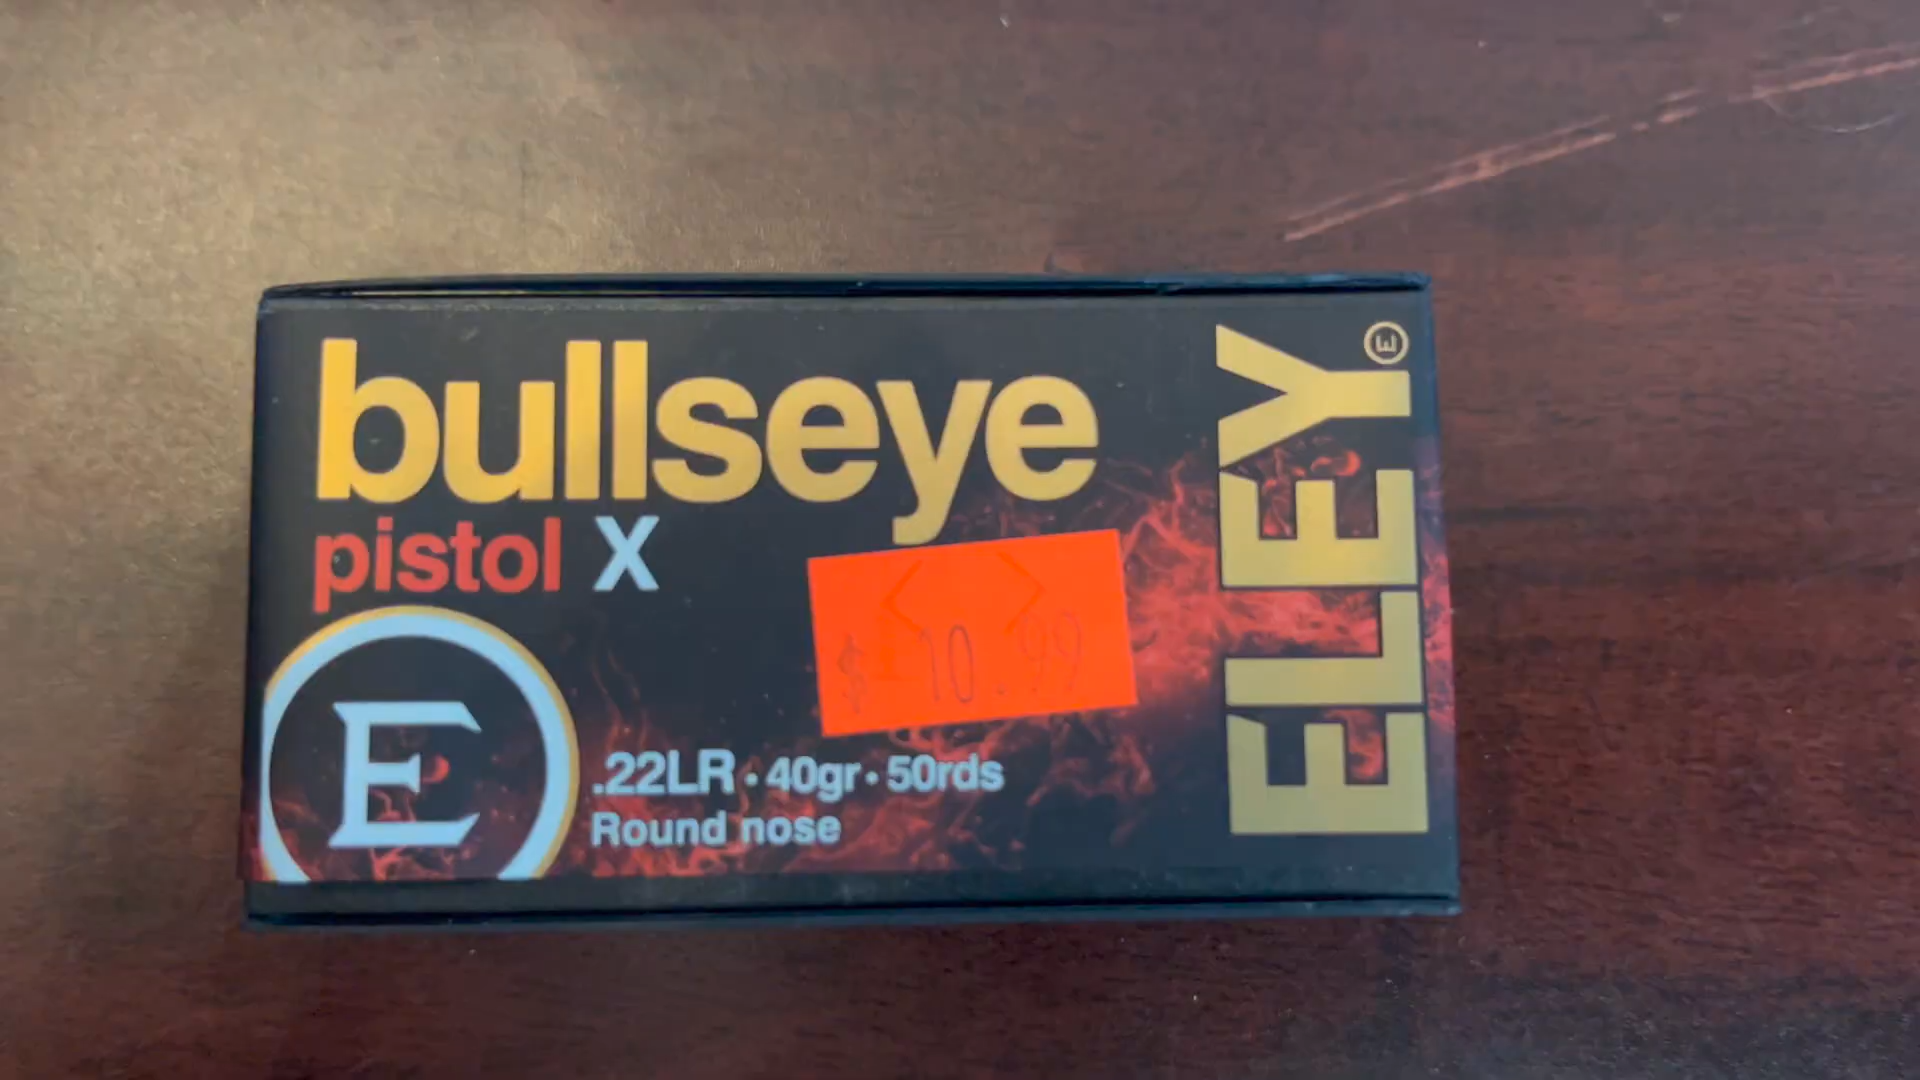 bullseye
pistol X
$ 10.99
E
.22LR · 40gr · 50rds
Round nose
ELEY
E